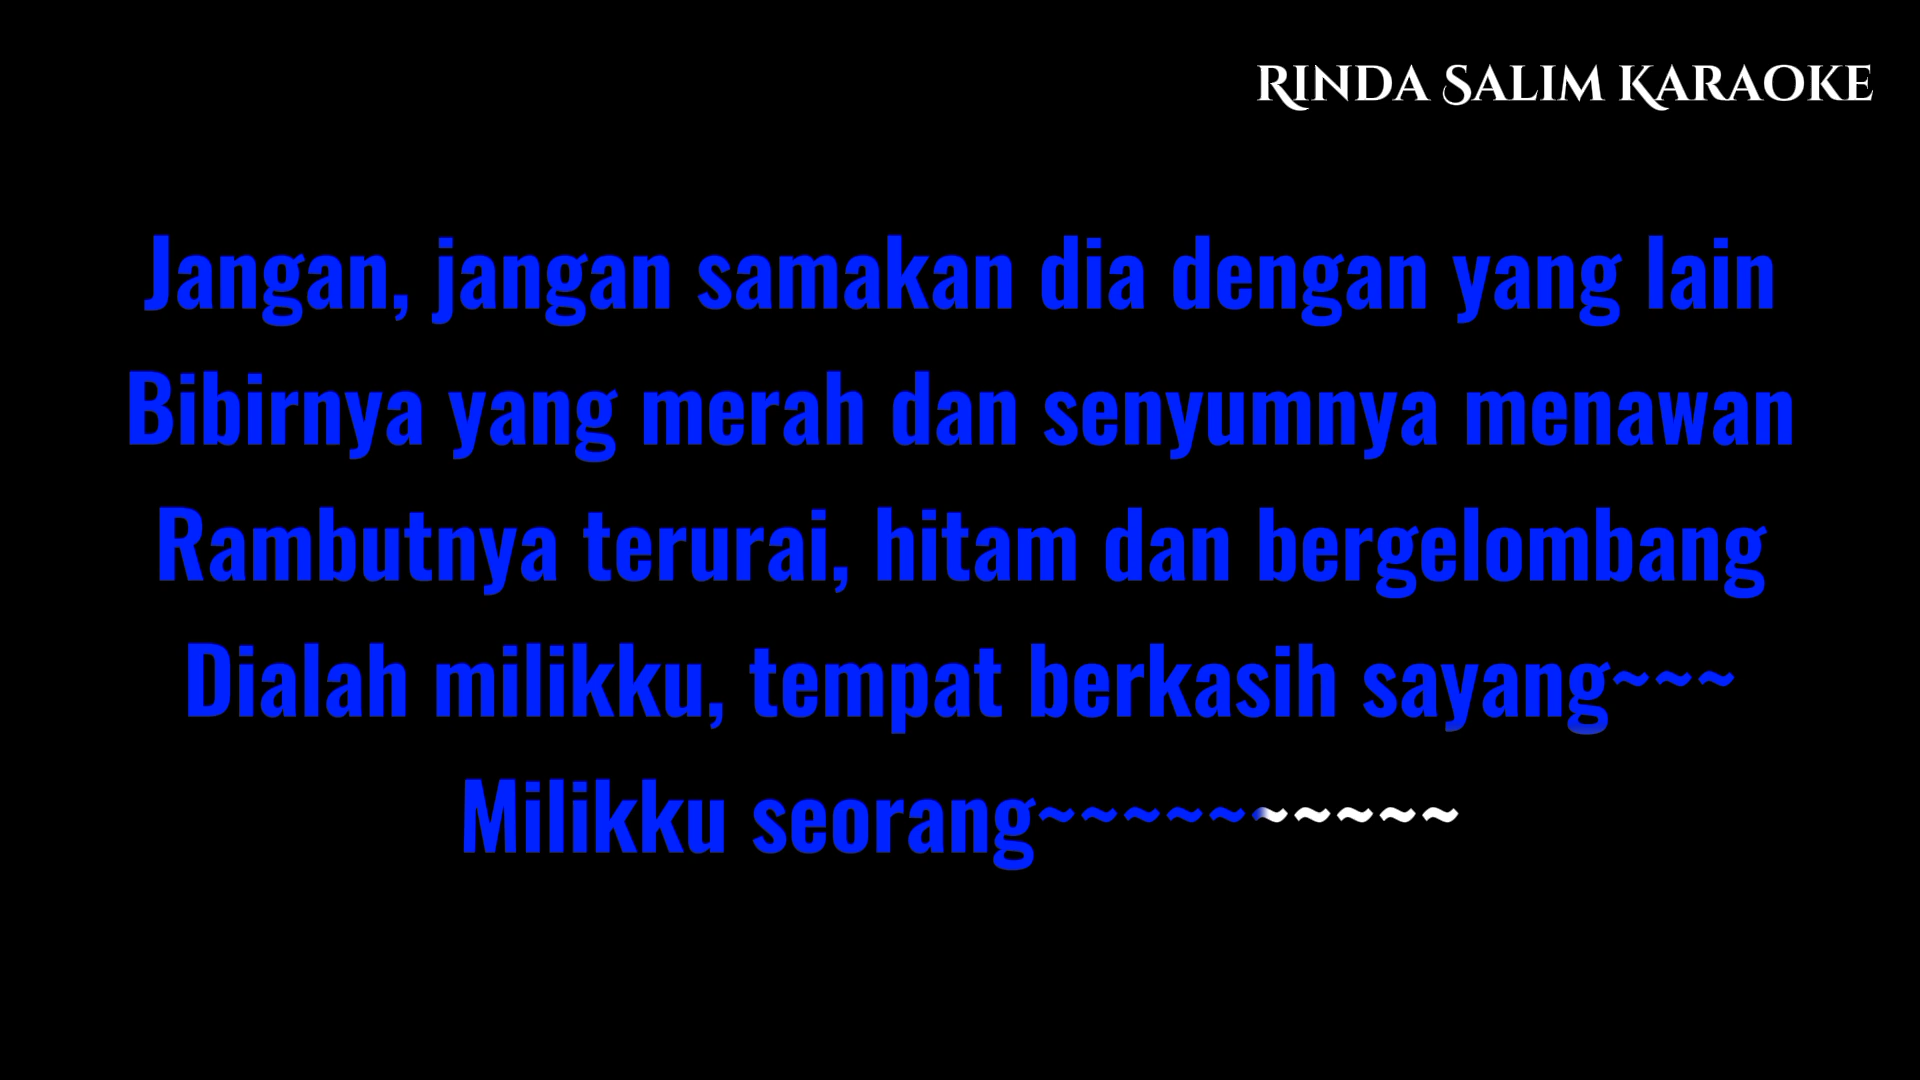 Rinda Salim Karaoke
Jangan, jangan samakan dia dengan yang lain
Bibirnya yang merah dan senyumnya menawan
Rambutnya terurai, hitam dan bergelombang
Dialah milikku, tempat berkasih sayang~~~
Milikku seorang~~~~~~~~~~